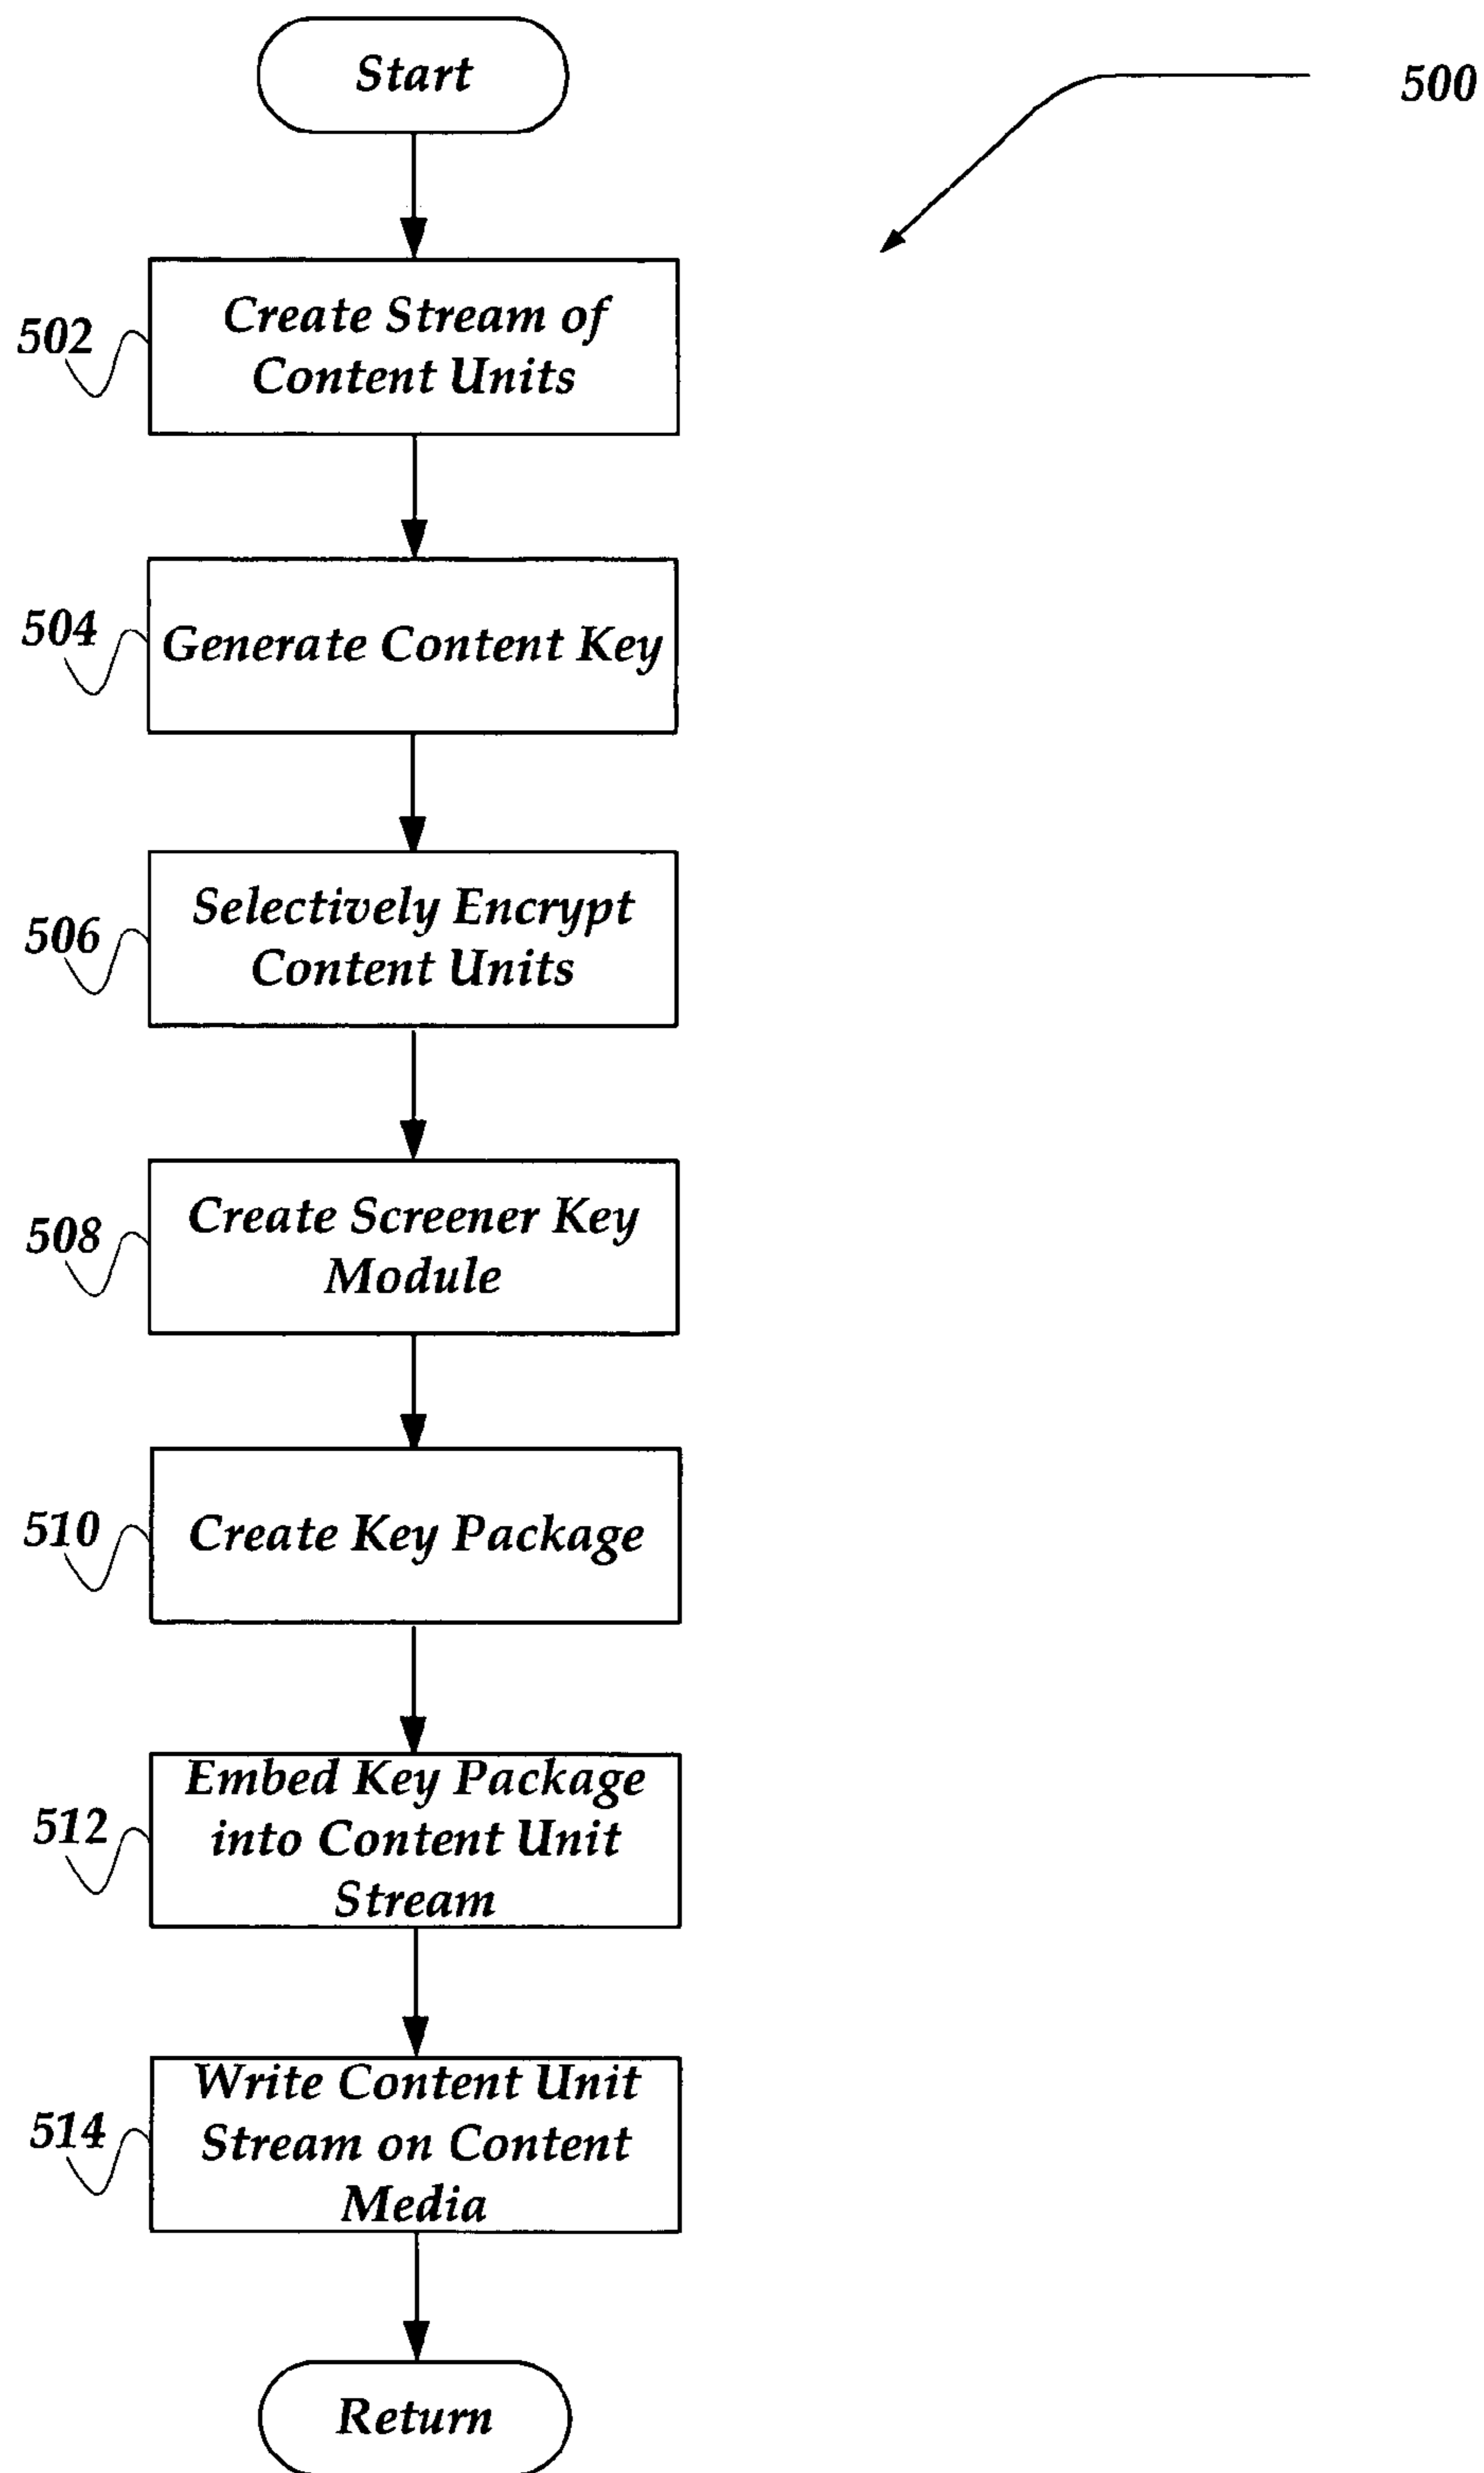 Start
500
502
Create Stream of
Content Units
504
Generate Content Key
506
Selectively Encrypt
Content Units
508
Create Screener Key
Module
510
Create Key Package
512
Embed Key Package
into Content Unit
Stream
514
Write Content Unit
Stream on Content
Media
Return